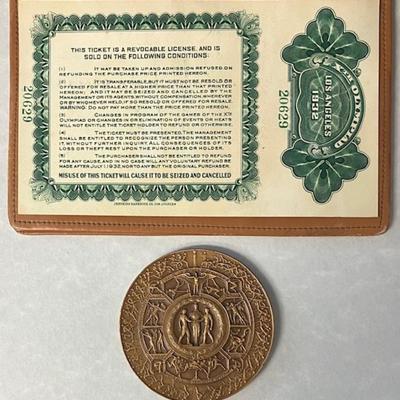 THIS TICKET IS A REVOCABLE LICENSE, AND IS
SOLD ON THE FOLLOWING CONDITIONS:
(1) IT MAY BE TAKEN UP AND ADMISSION REFUSED OR
REFUNDING THE PURCHASE PRICE PRINTED HEREON.
(2) IT IS TRANSFERABLE, BUT IT MUST NOT BE RESOLD OR
OFFERED FOR RESALE AT A HIGHER PRICE THAN THAT PRINTED
HEREON; AND IT MAY BE SEIZED AND CANCELLED BY THE
MANAGEMENT OR ITS AGENTS, WITHOUT COMPENSATION, WHENEVER
OR BY WHOMEVER HELD, IF SO RESOLD OR OFFERED FOR RESALE.
WARNING: DO NOT PAY MORE THAN THE PRICE PRINTED HEREON.
(3) CHANGES IN PROGRAM OF THE GAMES OF THE XTH
OLYMPIAD OR CHANGES OR ELIMINATION OF EVENTS OR SEATS
WILL NOT ENTITLE THE TICKET HOLDER TO REFUND OR OTHERWISE.
(4) THE TICKET MUST BE PRESENTED. THE MANAGEMENT
SHALL BE ENTITLED TO RECOGNIZE THE PERSON PRESENTING
IT, WITHOUT FURTHER INQUIRY. ALL CONSEQUENCES OF ITS
LOSS OR THEFT REST UPON THE PURCHASER OR HOLDER.
(5) THE PURCHASER SHALL NOT BE ENTITLED TO REFUND
FOR ANY CAUSE, AND IN NO CASE WILL ANY VOLUNTARY REFUND BE
MADE AFTER JULY 1, 1932, NOR TO ANY BUT THE ORIGINAL PURCHASER.
MISUSE OF THIS TICKET WILL CAUSE IT TO BE SEIZED AND CANCELLED
20629
XTH OLYMPIAD
LOS ANGELES
1932
20629